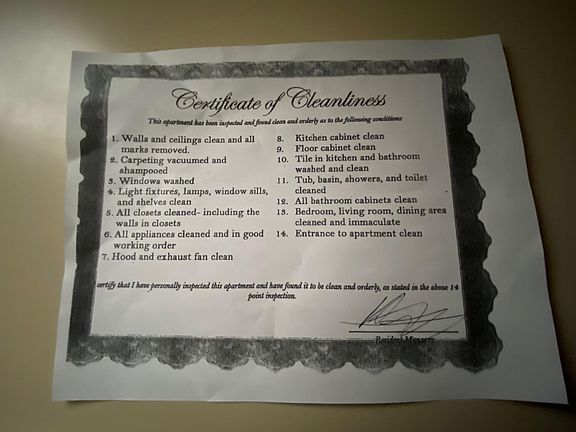 Certificate of Cleanliness
This apartment has been inspected and found clean and orderly as to the following conditions:
1. Walls and ceilings clean and all
marks removed.
2. Carpeting vacuumed and
shampooed
3. Windows washed
4. Light fixtures, lamps, window sills,
and shelves clean
5. All closets cleaned- including the
walls in closets
6. All appliances cleaned and in good
working order
7. Hood and exhaust fan clean
8. Kitchen cabinet clean
9. Floor cabinet clean
10. Tile in kitchen and bathroom
washed and clean
11. Tub, basin, showers, and toilet
cleaned
12. All bathroom cabinets clean
13. Bedroom, living room, dining area
cleaned and immaculate
14. Entrance to apartment clean
certify that I have personally inspected this apartment and have found it to be clean and orderly, as stated in the above 14
point inspection.
Resident Manager